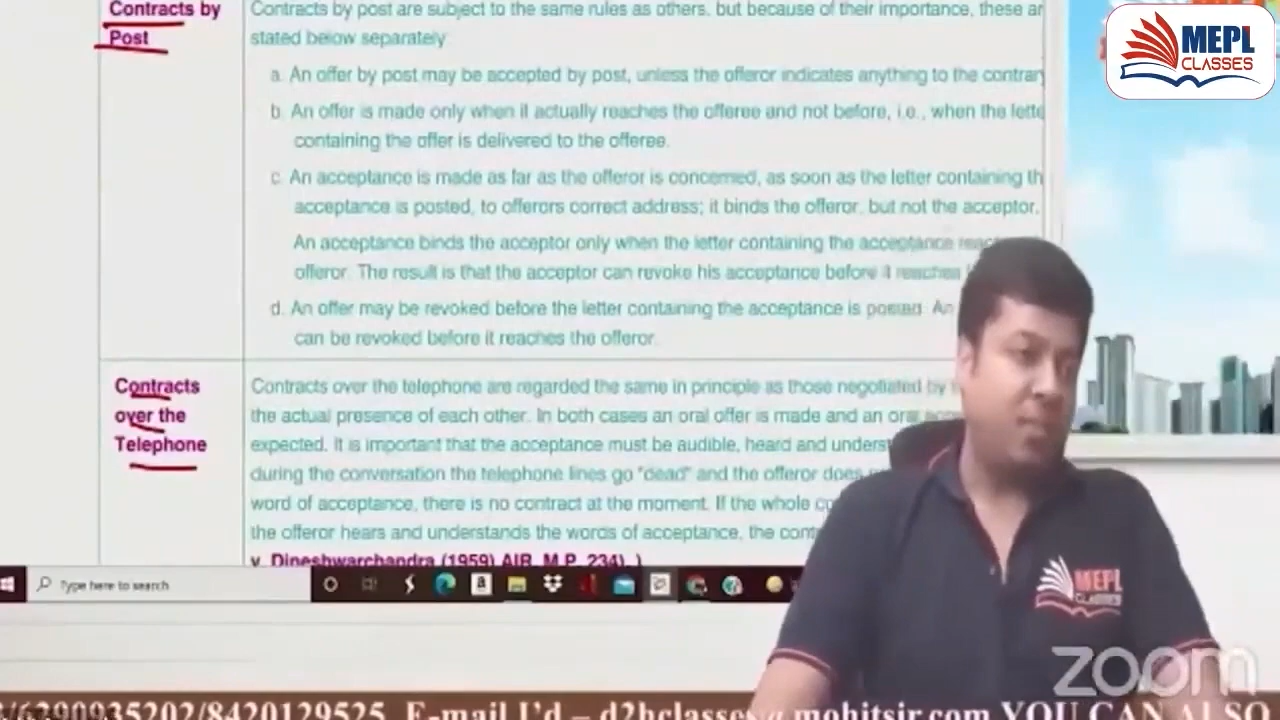 Contracts by
Post
Contracts by post are subject to the same rules as others, but because of their importance, these ar
stated below separately
a. An offer by post may be accepted by post, unless the offeror indicates anything to the contrary
b. An offer is made only when it actually reaches the offeree and not before, i.e., when the lette
containing the offer is delivered to the offeree.
c. An acceptance is made as far as the offeror is concerned, as soon as the letter containing th
acceptance is posted, to offerors correct address; it binds the offeror, but not the acceptor.
An acceptance binds the acceptor only when the letter containing the acceptance
offeror. The result is that the acceptor can revoke his acceptance before it reaches
d. An offer may be revoked before the letter containing the acceptance is posted. An
can be revoked before it reaches the offeror.
Contracts
over the
Telephone
Contracts over the telephone are regarded the same in principle as those negotiated by
the actual presence of each other. In both cases an oral offer is made and an oral
expected. It is important that the acceptance must be audible, heard and underst
during the conversation the telephone lines go "dead" and the offeror does
word of acceptance, there is no contract at the moment. If the whole
the offeror hears and understands the words of acceptance, the cont
v. Dineshwarchandra (1959) AIR. M.P. 234). )
Type here to search
MEPL
CLASSES
MEPL
CLASSES
zoom
/6290935202/8420129525, E-mail I'd – d2hclasses@mohitsir.com YOU CAN ALSO